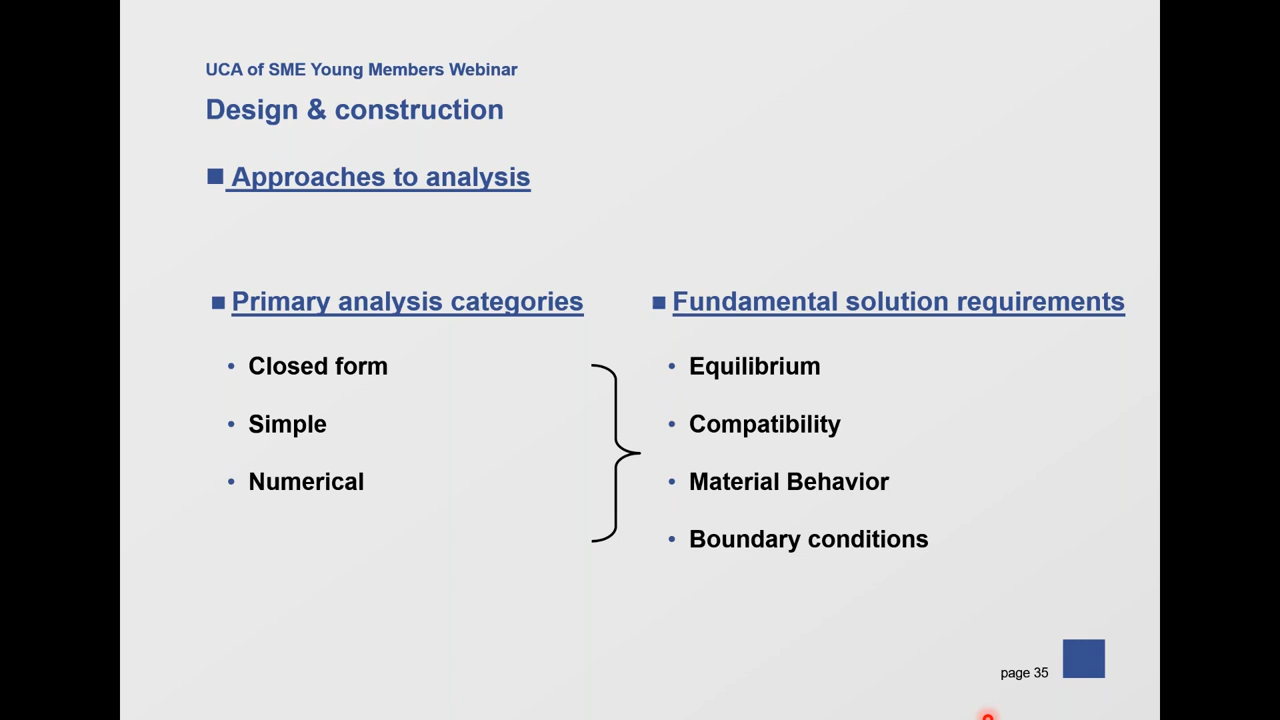 UCA of SME Young Members Webinar
Design & construction
Approaches to analysis
Primary analysis categories
Closed form
Simple
Numerical
Fundamental solution requirements
Equilibrium
Compatibility
Material Behavior
Boundary conditions
page 35